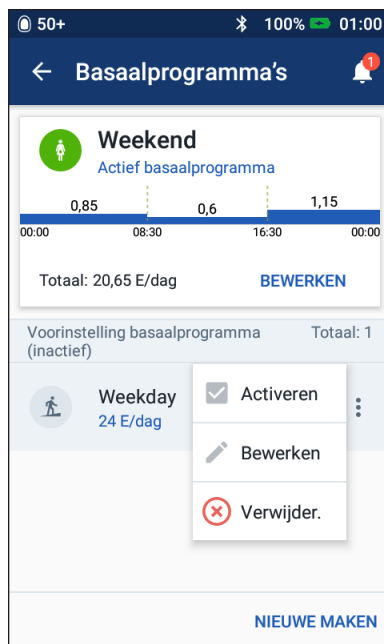 50+ 100% 01:00
Basaalprogramma's
1
Weekend
Actief basaalprogramma
0,85 0,6 1,15
00:00 08:30 16:30 00:00
Totaal: 20,65 E/dag BEWERKEN
Voorinstelling basaalprogramma Totaal: 1
(inactief)
Weekday
24 E/dag
Activeren
Bewerken
Verwijder.
NIEUWE MAKEN